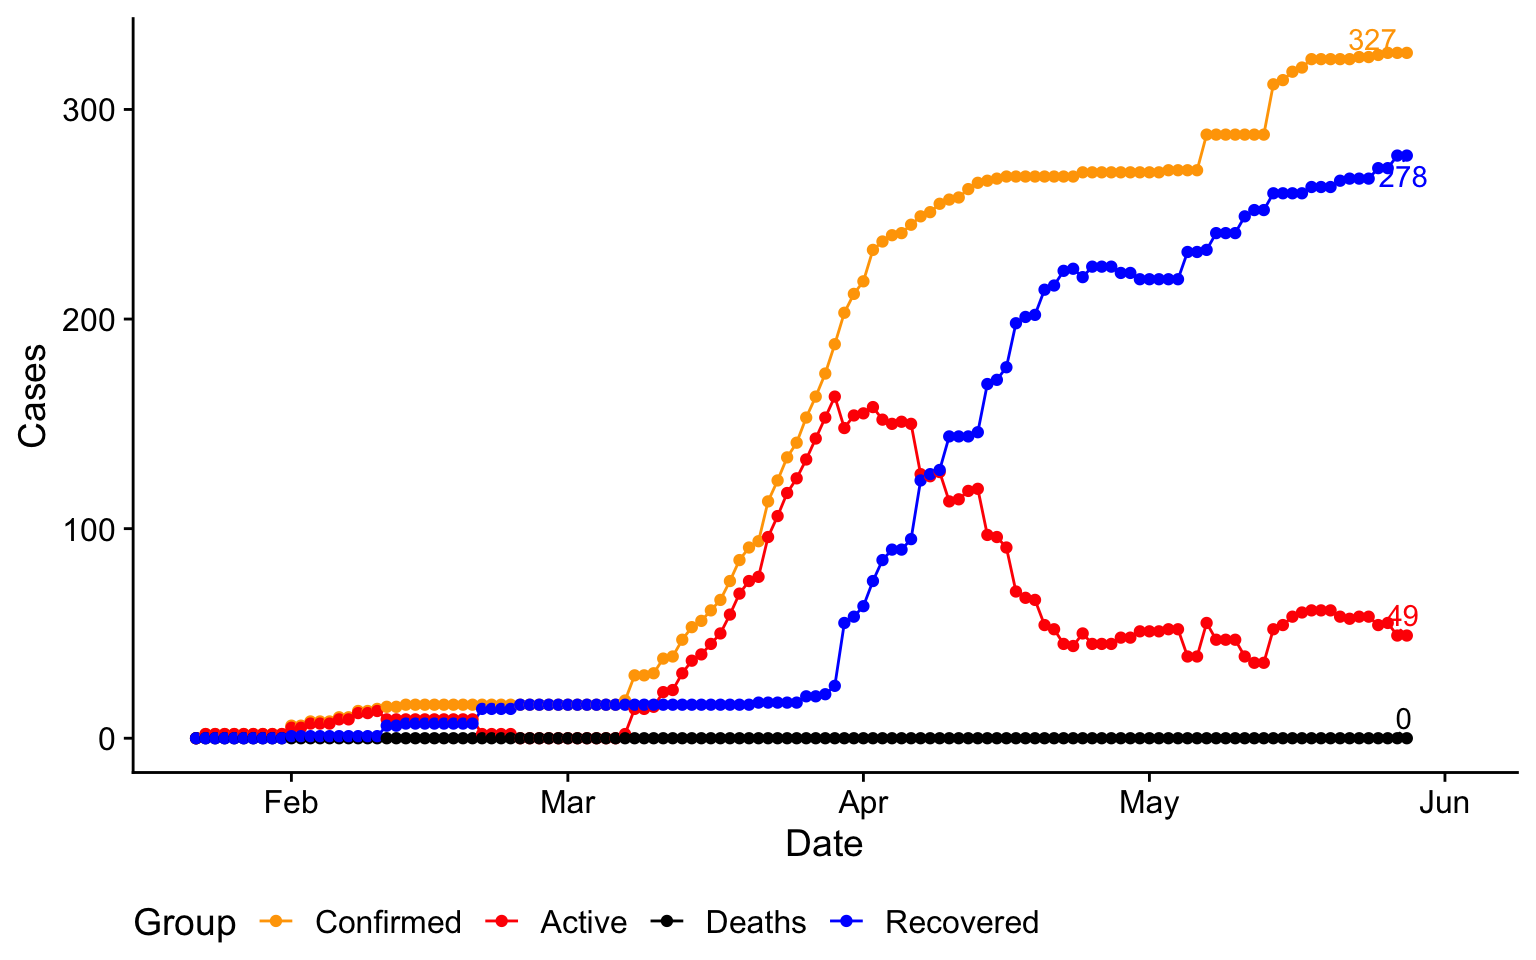 327
300
278
200
Cases
100
49
0
0
Feb Mar Apr May Jun
Date
Group Confirmed Active Deaths Recovered